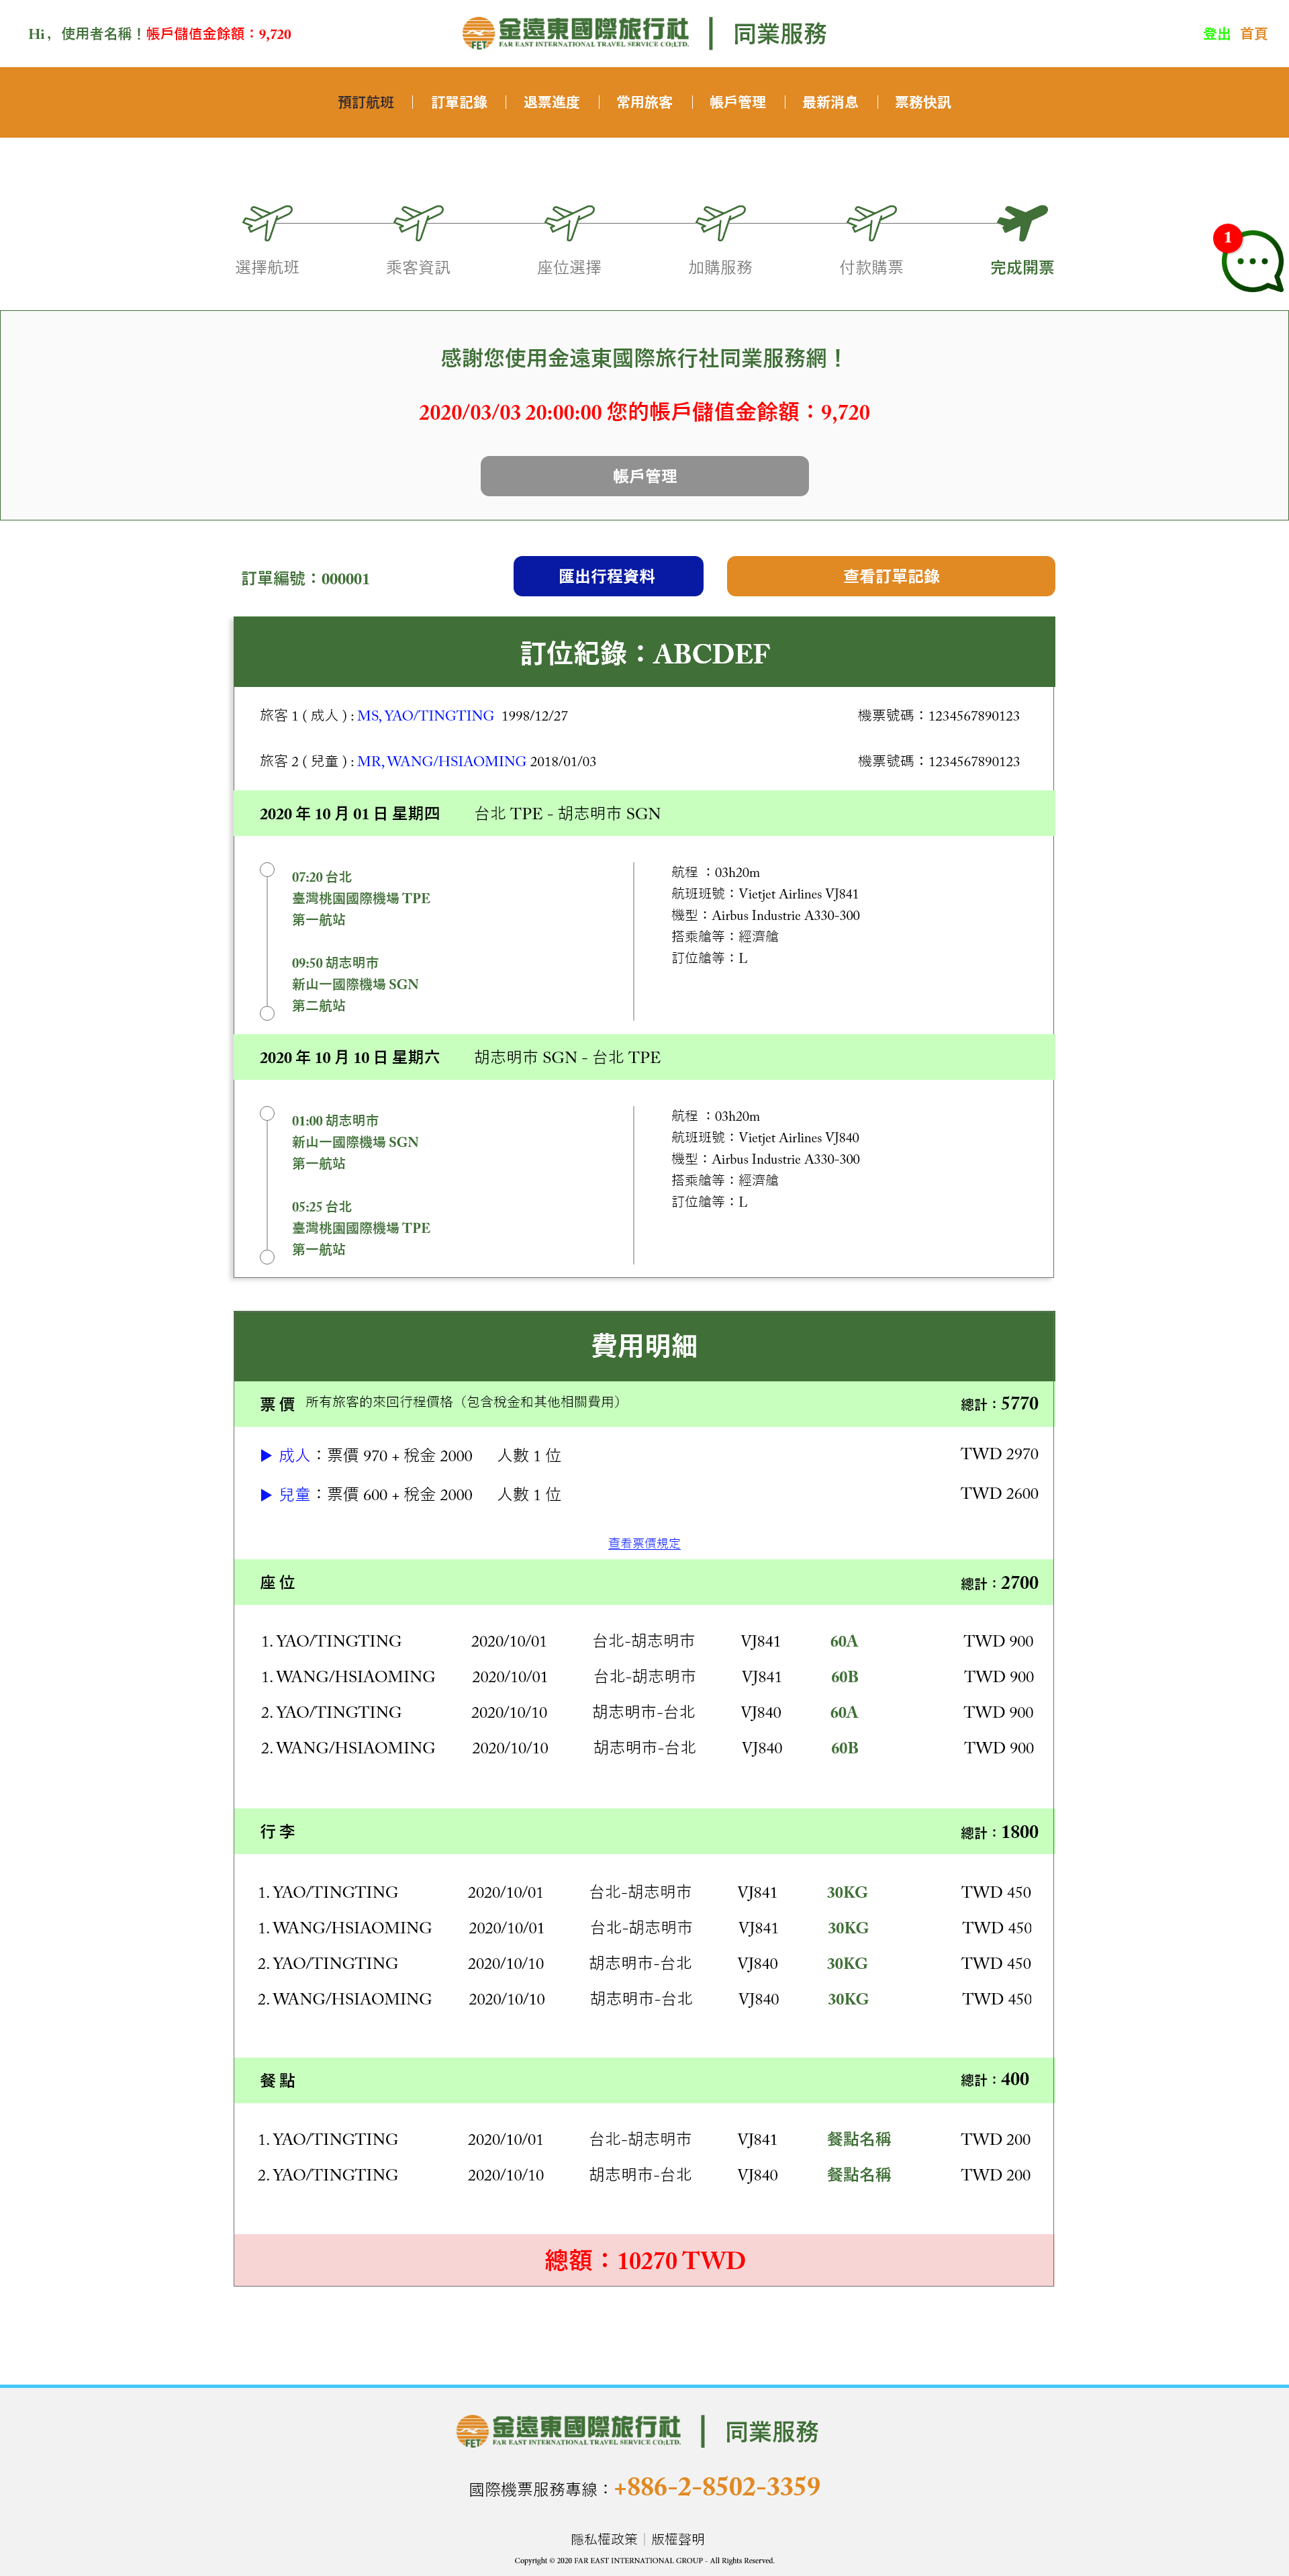 Hi， 使用者名稱！帳戶儲值金餘額：9,720
金遠東國際旅行社
FAR EAST INTERNATIONAL TRAVEL SERVICE CO;LTD.
FET
同業服務
登出 首頁
預訂航班 訂單記錄 退票進度 常用旅客 帳戶管理 最新消息 票務快訊
選擇航班 乘客資訊 座位選擇 加購服務 付款購票 完成開票
1
感謝您使用金遠東國際旅行社同業服務網！
2020/03/03 20:00:00 您的帳戶儲值金餘額：9,720
帳戶管理
訂單編號：000001
匯出行程資料
查看訂單記錄
訂位紀錄：ABCDEF
旅客 1 ( 成人 ) : MS, YAO/TINGTING 1998/12/27 機票號碼：1234567890123
旅客 2 ( 兒童 ) : MR, WANG/HSIAOMING 2018/01/03 機票號碼：1234567890123
2020 年 10 月 01 日 星期四 台北 TPE - 胡志明市 SGN
07:20 台北
臺灣桃園國際機場 TPE
第一航站
09:50 胡志明市
新山一國際機場 SGN
第二航站
航程 ：03h20m
航班班號：Vietjet Airlines VJ841
機型：Airbus Industrie A330-300
搭乘艙等：經濟艙
訂位艙等：L
2020 年 10 月 10 日 星期六 胡志明市 SGN - 台北 TPE
01:00 胡志明市
新山一國際機場 SGN
第一航站
05:25 台北
臺灣桃園國際機場 TPE
第一航站
航程 ：03h20m
航班班號：Vietjet Airlines VJ840
機型：Airbus Industrie A330-300
搭乘艙等：經濟艙
訂位艙等：L
費用明細
票 價 所有旅客的來回行程價格（包含稅金和其他相關費用） 總計：5770
▶ 成人：票價 970 + 稅金 2000 人數 1 位 TWD 2970
▶ 兒童：票價 600 + 稅金 2000 人數 1 位 TWD 2600
查看票價規定
座 位 總計：2700
1. YAO/TINGTING 2020/10/01 台北-胡志明市 VJ841 60A TWD 900
1. WANG/HSIAOMING 2020/10/01 台北-胡志明市 VJ841 60B TWD 900
2. YAO/TINGTING 2020/10/10 胡志明市-台北 VJ840 60A TWD 900
2. WANG/HSIAOMING 2020/10/10 胡志明市-台北 VJ840 60B TWD 900
行 李 總計：1800
1. YAO/TINGTING 2020/10/01 台北-胡志明市 VJ841 30KG TWD 450
1. WANG/HSIAOMING 2020/10/01 台北-胡志明市 VJ841 30KG TWD 450
2. YAO/TINGTING 2020/10/10 胡志明市-台北 VJ840 30KG TWD 450
2. WANG/HSIAOMING 2020/10/10 胡志明市-台北 VJ840 30KG TWD 450
餐 點 總計：400
1. YAO/TINGTING 2020/10/01 台北-胡志明市 VJ841 餐點名稱 TWD 200
2. YAO/TINGTING 2020/10/10 胡志明市-台北 VJ840 餐點名稱 TWD 200
總額：10270 TWD
金遠東國際旅行社
FAR EAST INTERNATIONAL TRAVEL SERVICE CO;LTD.
FET
同業服務
國際機票服務專線：+886-2-8502-3359
隱私權政策｜版權聲明
Copyright © 2020 FAR EAST INTERNATIONAL GROUP - All Rights Reserved.